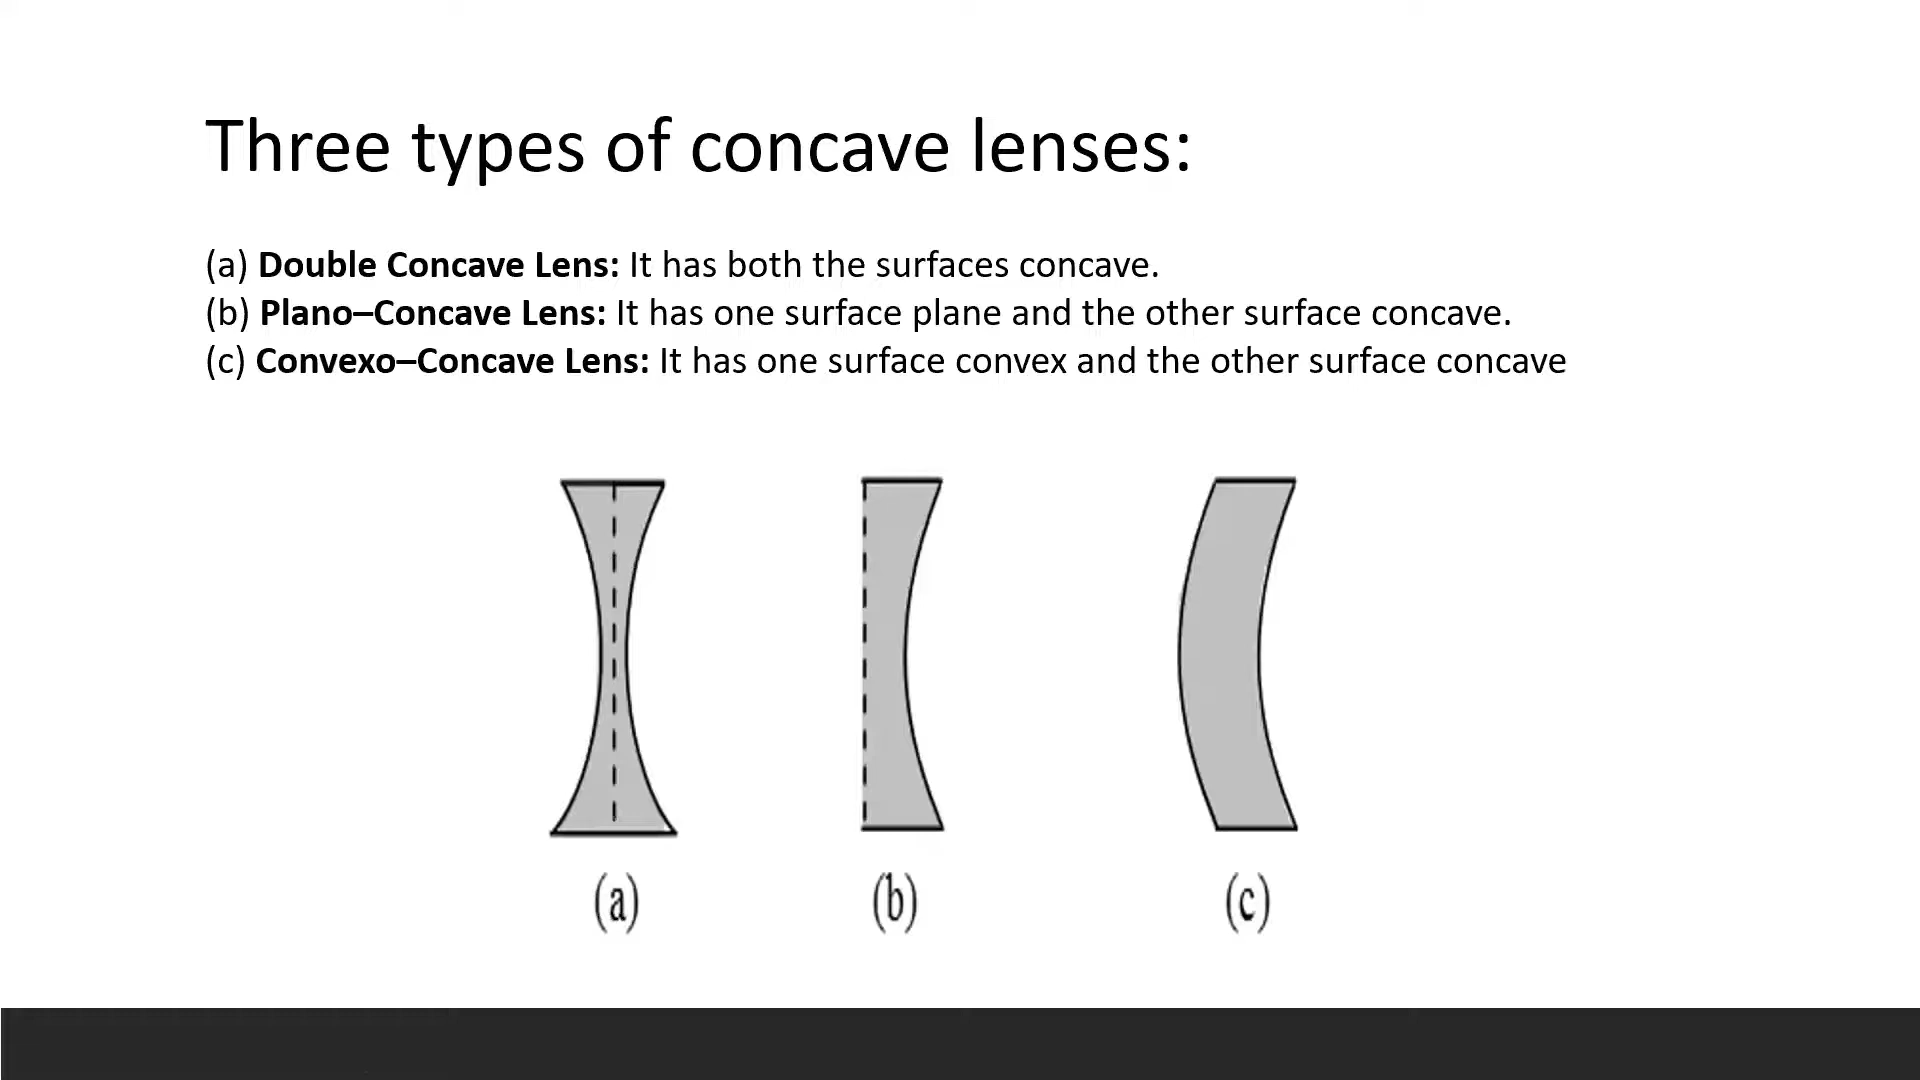 Three types of concave lenses:
(a) Double Concave Lens: It has both the surfaces concave.
(b) Plano–Concave Lens: It has one surface plane and the other surface concave.
(c) Convexo–Concave Lens: It has one surface convex and the other surface concave
(a) (b) (c)